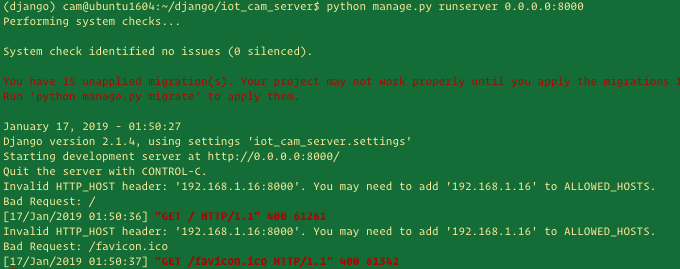 (django) cam@ubuntu1604:~/django/iot_cam_server$ python manage.py runserver 0.0.0.0:8000
Performing system checks...
System check identified no issues (0 silenced).
You have 15 unapplied migration(s). Your project may not work properly until you apply the migrations
Run 'python manage.py migrate' to apply them.
January 17, 2019 - 01:50:27
Django version 2.1.4, using settings 'iot_cam_server.settings'
Starting development server at http://0.0.0.0:8000/
Quit the server with CONTROL-C.
Invalid HTTP_HOST header: '192.168.1.16:8000'. You may need to add '192.168.1.16' to ALLOWED_HOSTS.
Bad Request: /
[17/Jan/2019 01:50:36] "GET / HTTP/1.1" 400 61261
Invalid HTTP_HOST header: '192.168.1.16:8000'. You may need to add '192.168.1.16' to ALLOWED_HOSTS.
Bad Request: /favicon.ico
[17/Jan/2019 01:50:37] "GET /favicon.ico HTTP/1.1" 400 61342